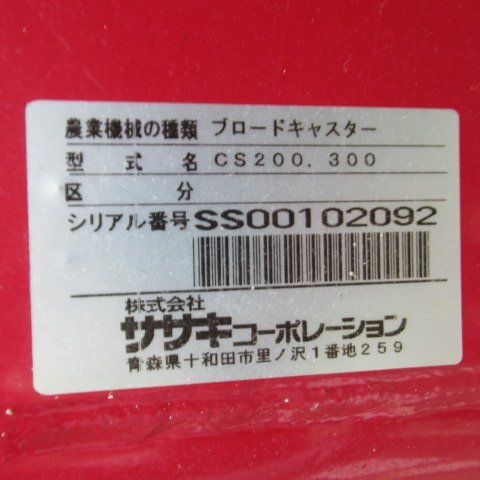 農業機械の種類 ブロードキャスター
型式名 CS200, 300
区分
シリアル番号 SS00102092
株式会社
ササキコーポレーション
青森県十和田市里ノ沢1番地259